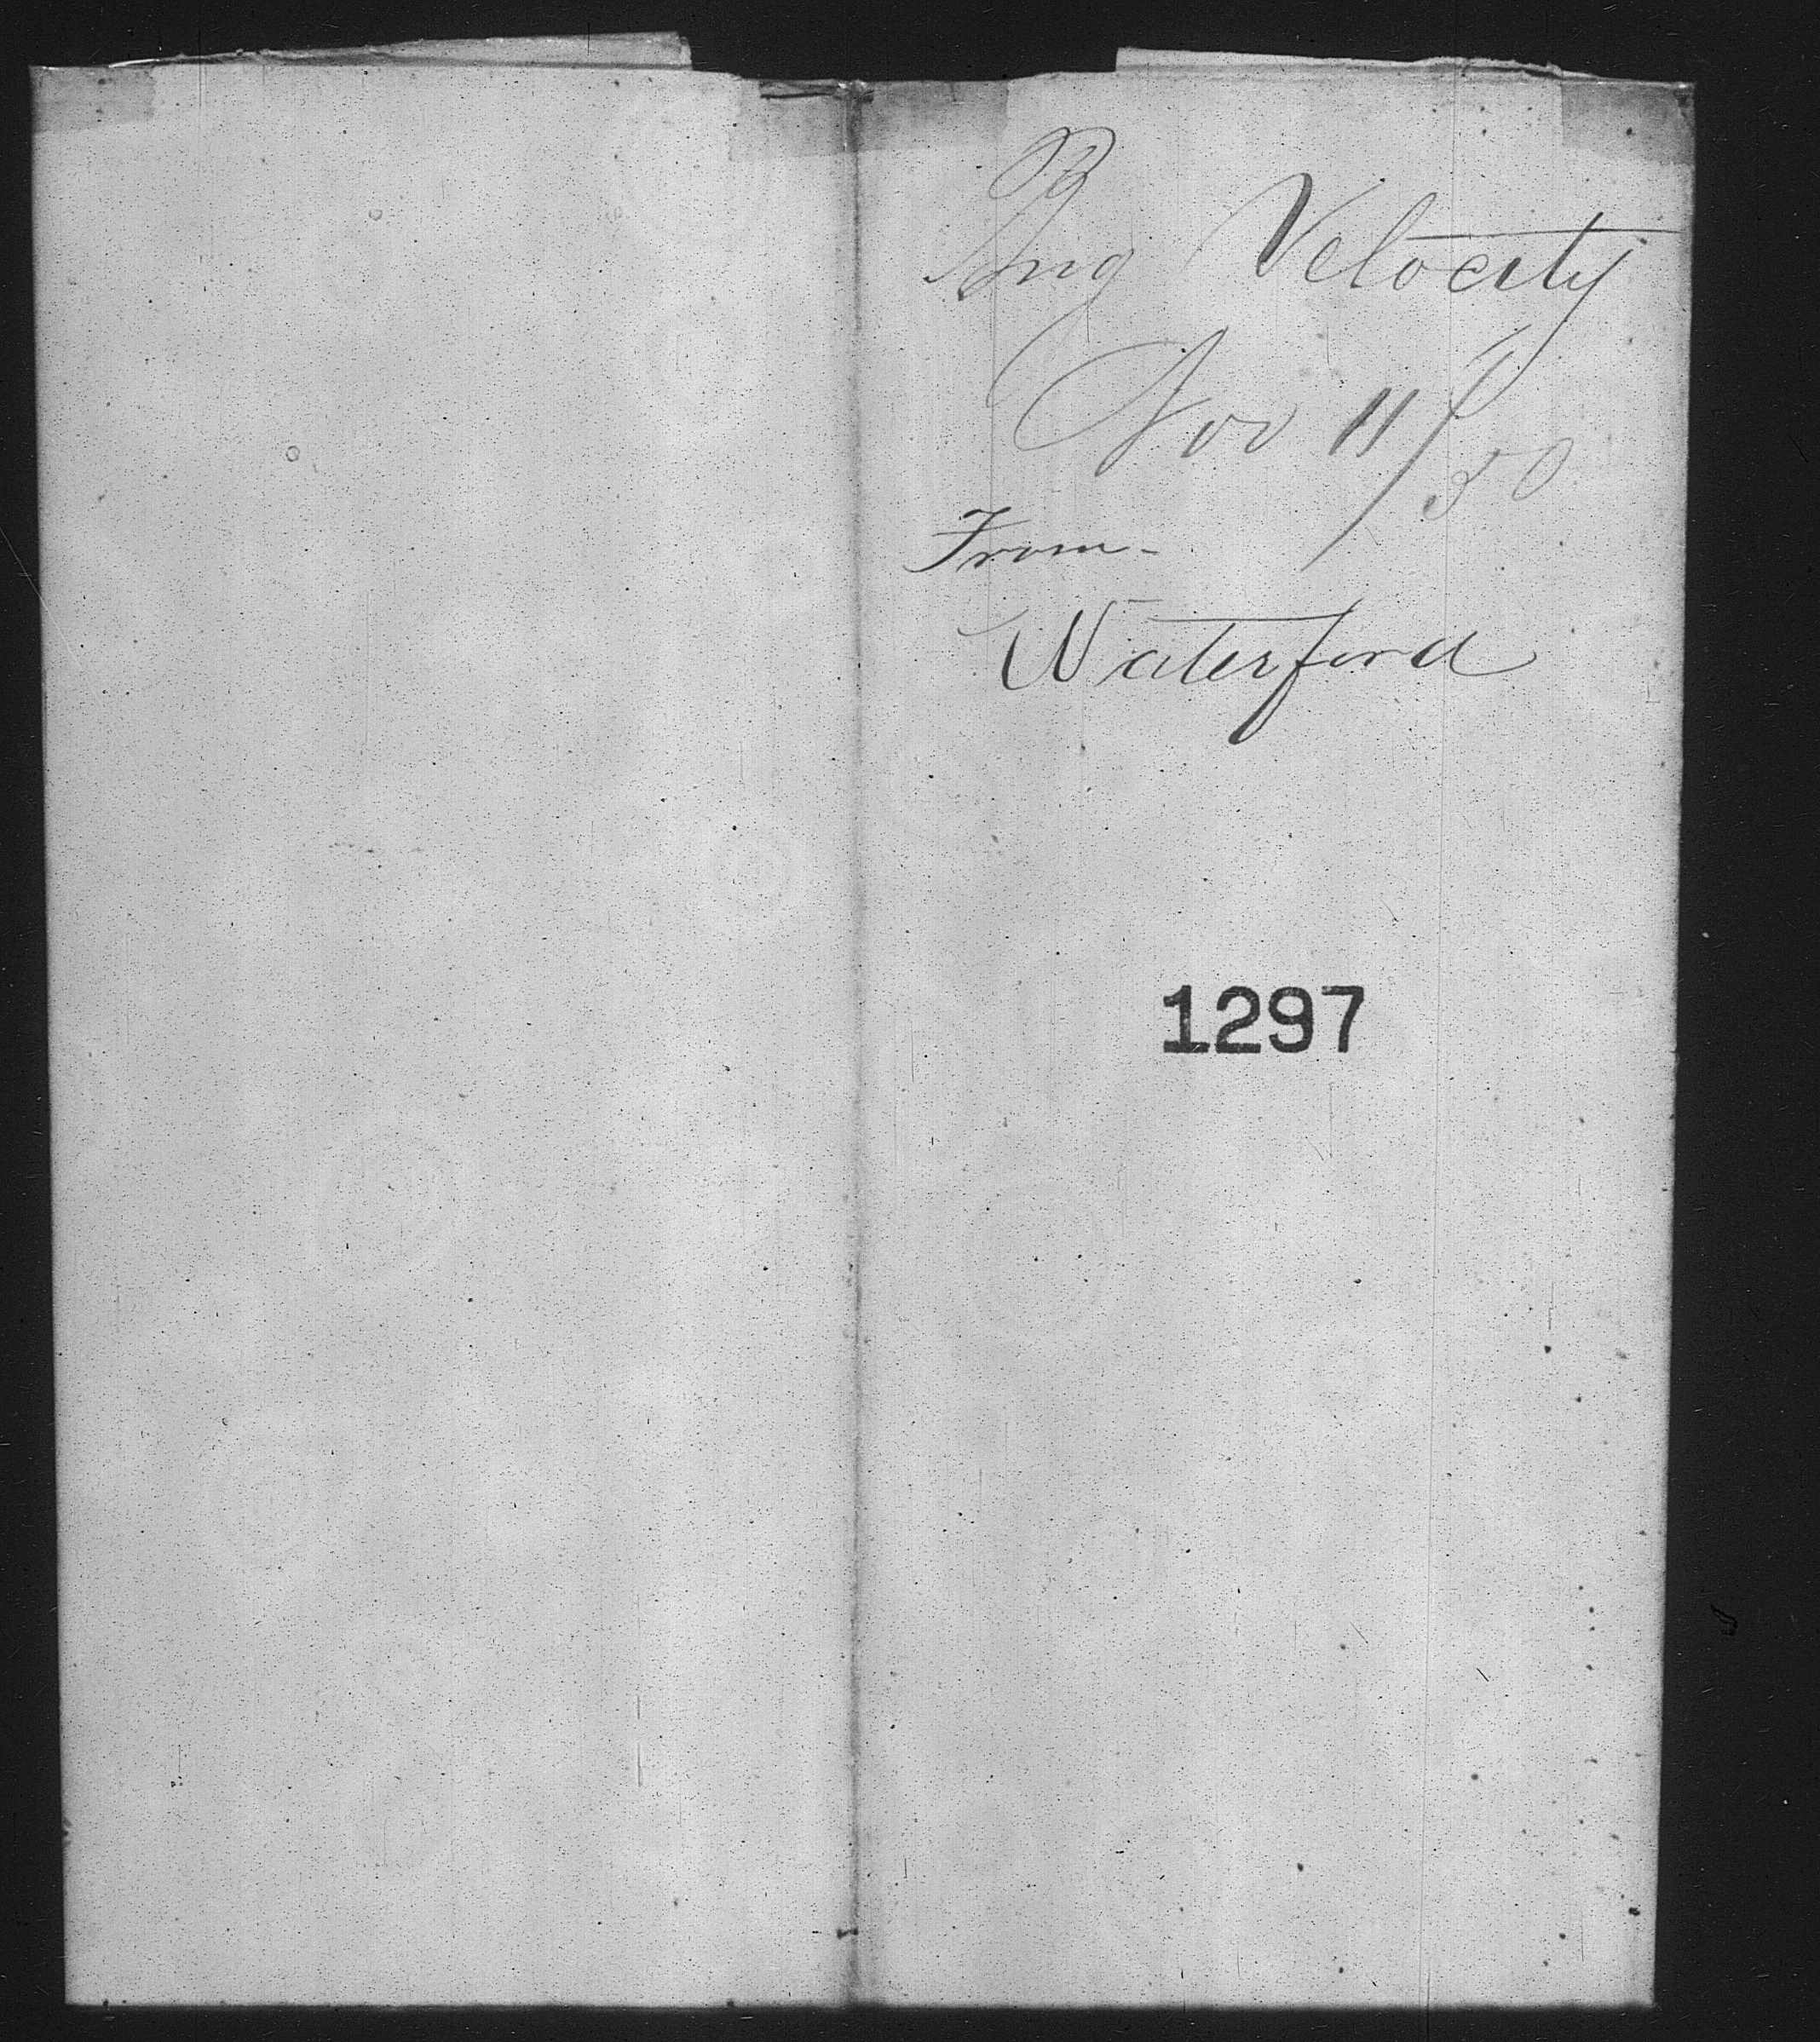 Brig Velocity
Nov 11/50
From-
Waterford
1297